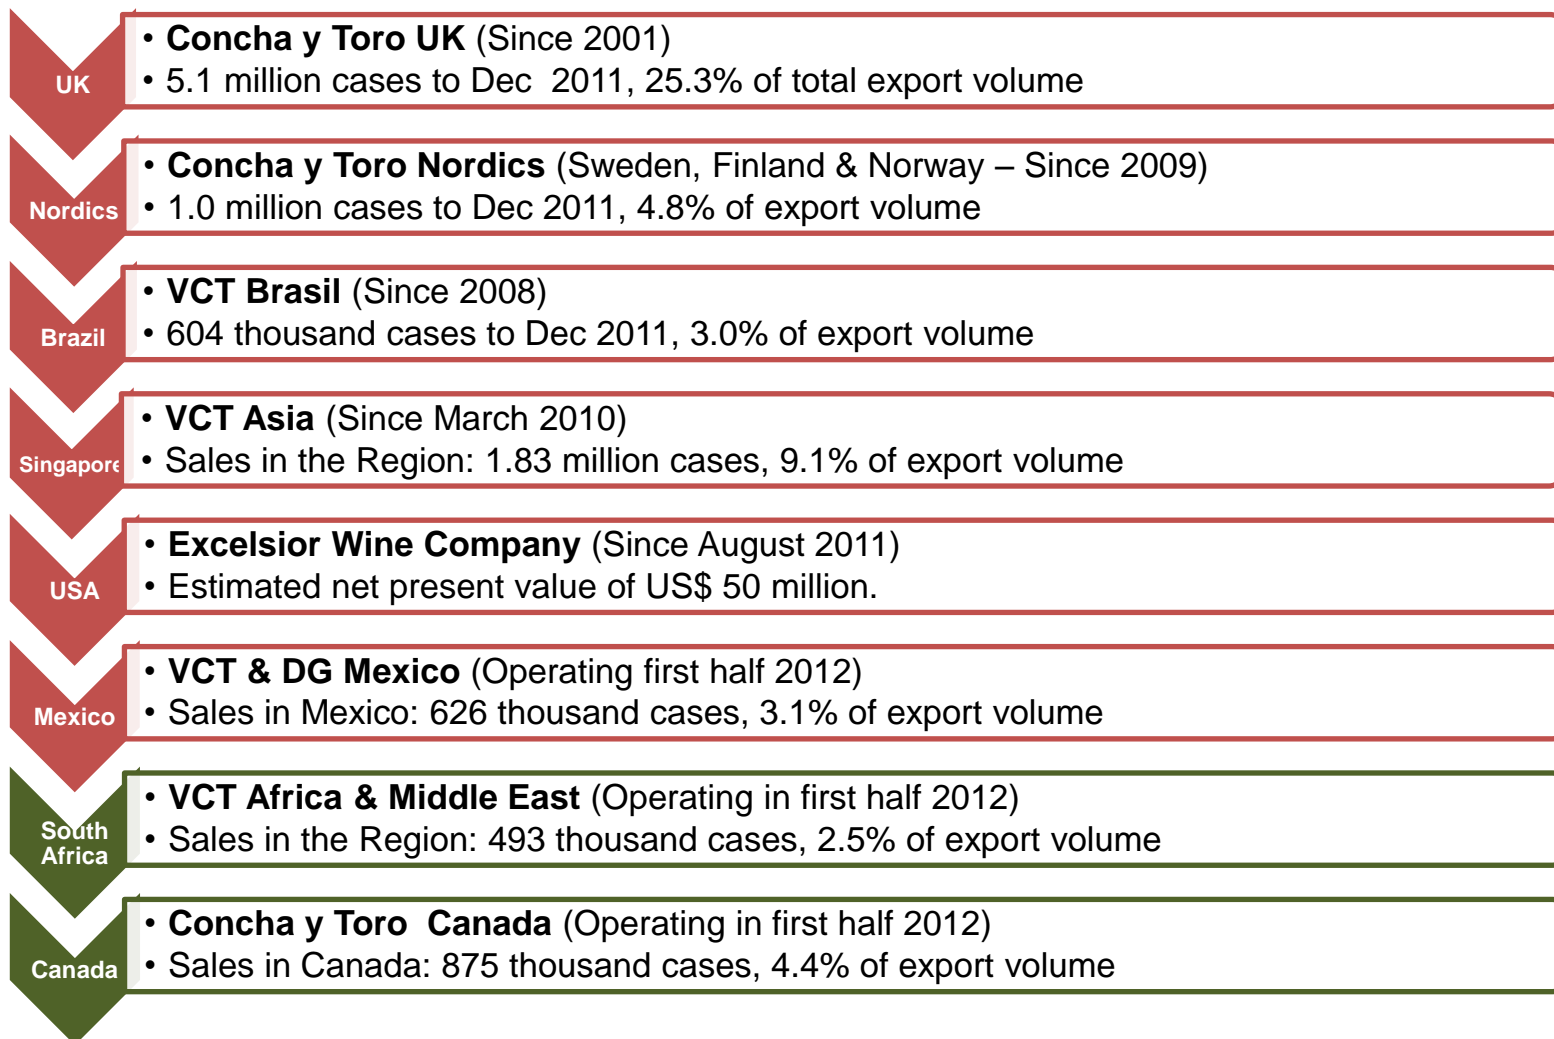 UK
• Concha y Toro UK (Since 2001)
• 5.1 million cases to Dec  2011, 25.3% of total export volume
Nordics
• Concha y Toro Nordics (Sweden, Finland & Norway – Since 2009)
• 1.0 million cases to Dec 2011, 4.8% of export volume
Brazil
• VCT Brasil (Since 2008)
• 604 thousand cases to Dec 2011, 3.0% of export volume
Singapore
• VCT Asia (Since March 2010)
• Sales in the Region: 1.83 million cases, 9.1% of export volume
USA
• Excelsior Wine Company (Since August 2011)
• Estimated net present value of US$ 50 million.
Mexico
• VCT & DG Mexico (Operating first half 2012)
• Sales in Mexico: 626 thousand cases, 3.1% of export volume
South
Africa
• VCT Africa & Middle East (Operating in first half 2012)
• Sales in the Region: 493 thousand cases, 2.5% of export volume
Canada
• Concha y Toro  Canada (Operating in first half 2012)
• Sales in Canada: 875 thousand cases, 4.4% of export volume